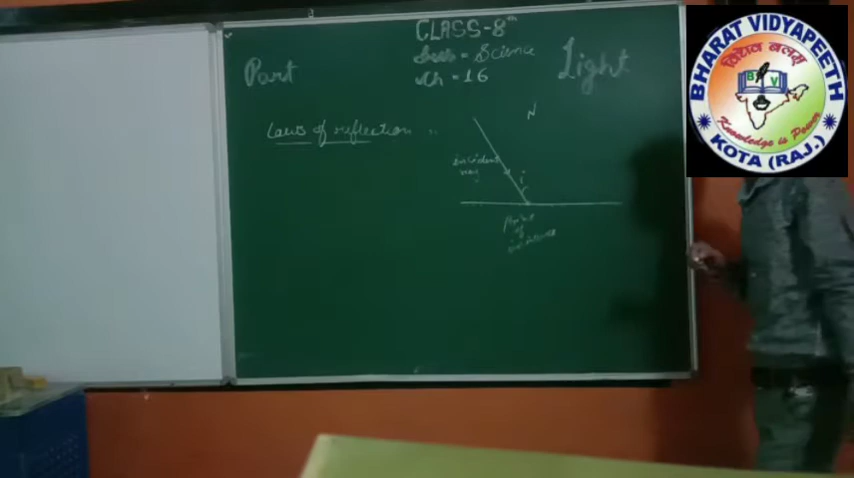 CLASS-8th
Sub = Science
Part
Ch = 16
Light
Laws of reflection :-
N
incident
ray
i
Point
of
incidence
BHARAT VIDYAPEETH
विद्यैव बलम्
B V
Knowledge is Power
KOTA (RAJ.)